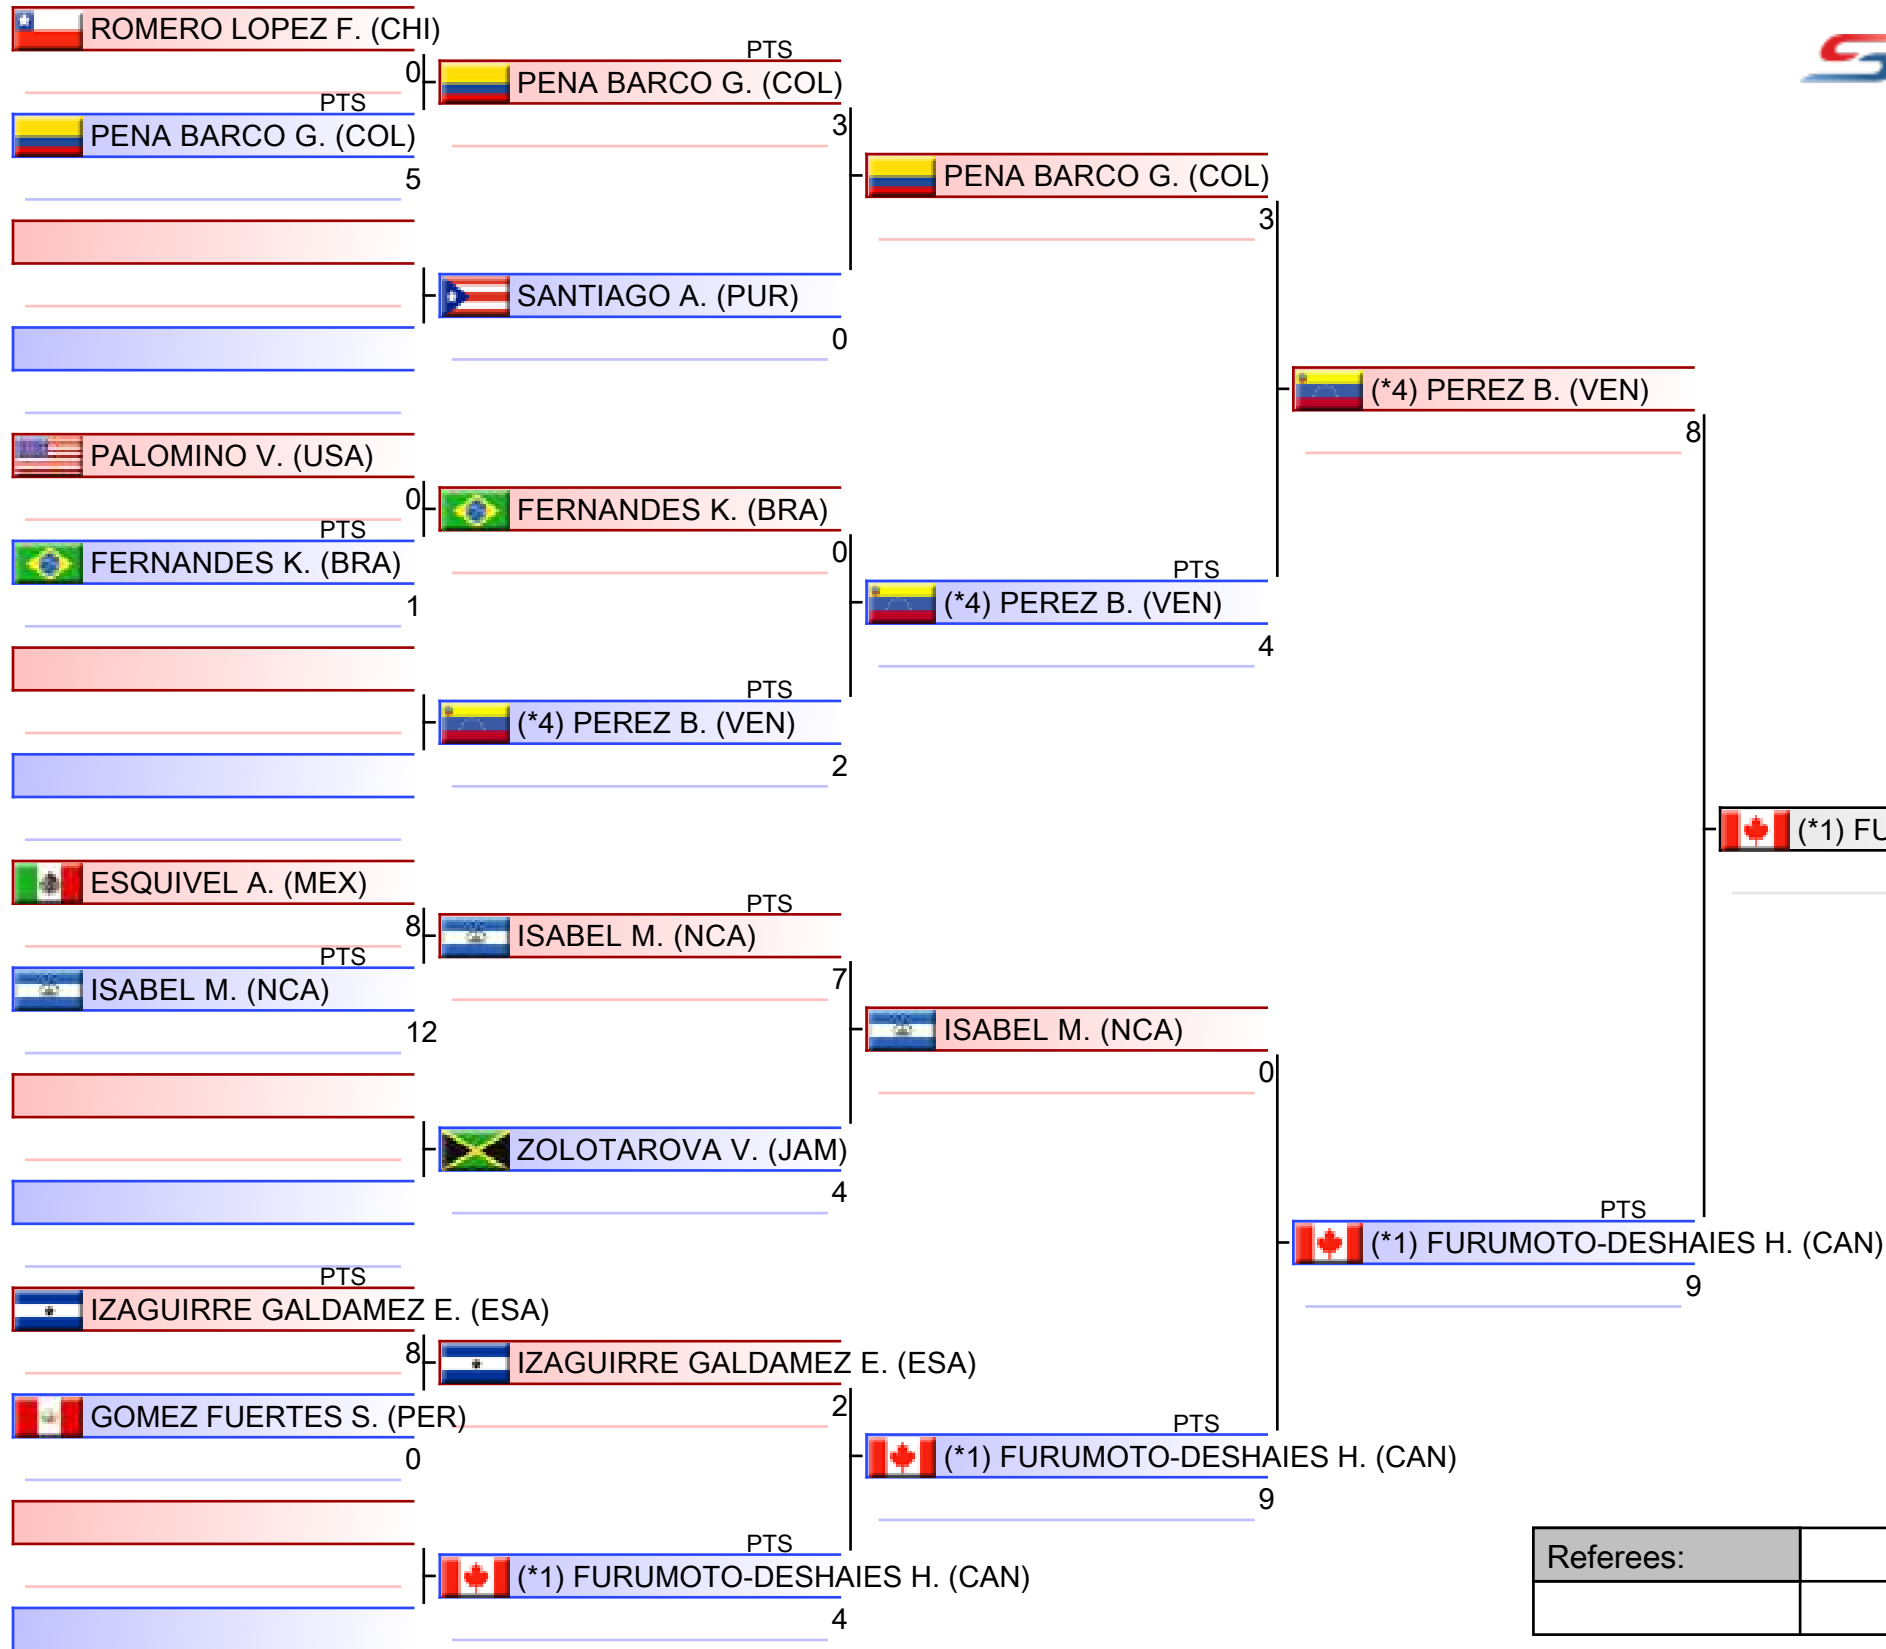 ROMERO LOPEZ F. (CHI)
0
PTS
PENA BARCO G. (COL)
5
PALOMINO V. (USA)
0
PTS
FERNANDES K. (BRA)
1
ESQUIVEL A. (MEX)
8
PTS
ISABEL M. (NCA)
12
PTS
IZAGUIRRE GALDAMEZ E. (ESA)
8
GOMEZ FUERTES S. (PER)
0
PTS
PENA BARCO G. (COL)
3
SANTIAGO A. (PUR)
0
FERNANDES K. (BRA)
0
PTS
(*4) PEREZ B. (VEN)
2
PTS
ISABEL M. (NCA)
7
ZOLOTAROVA V. (JAM)
4
IZAGUIRRE GALDAMEZ E. (ESA)
2
PTS
(*1) FURUMOTO-DESHAIES H. (CAN)
4
PENA BARCO G. (COL)
3
PTS
(*4) PEREZ B. (VEN)
4
ISABEL M. (NCA)
0
PTS
(*1) FURUMOTO-DESHAIES H. (CAN)
9
(*4) PEREZ B. (VEN)
8
PTS
(*1) FURUMOTO-DESHAIES H. (CAN)
9
(*1) FU
Referees: